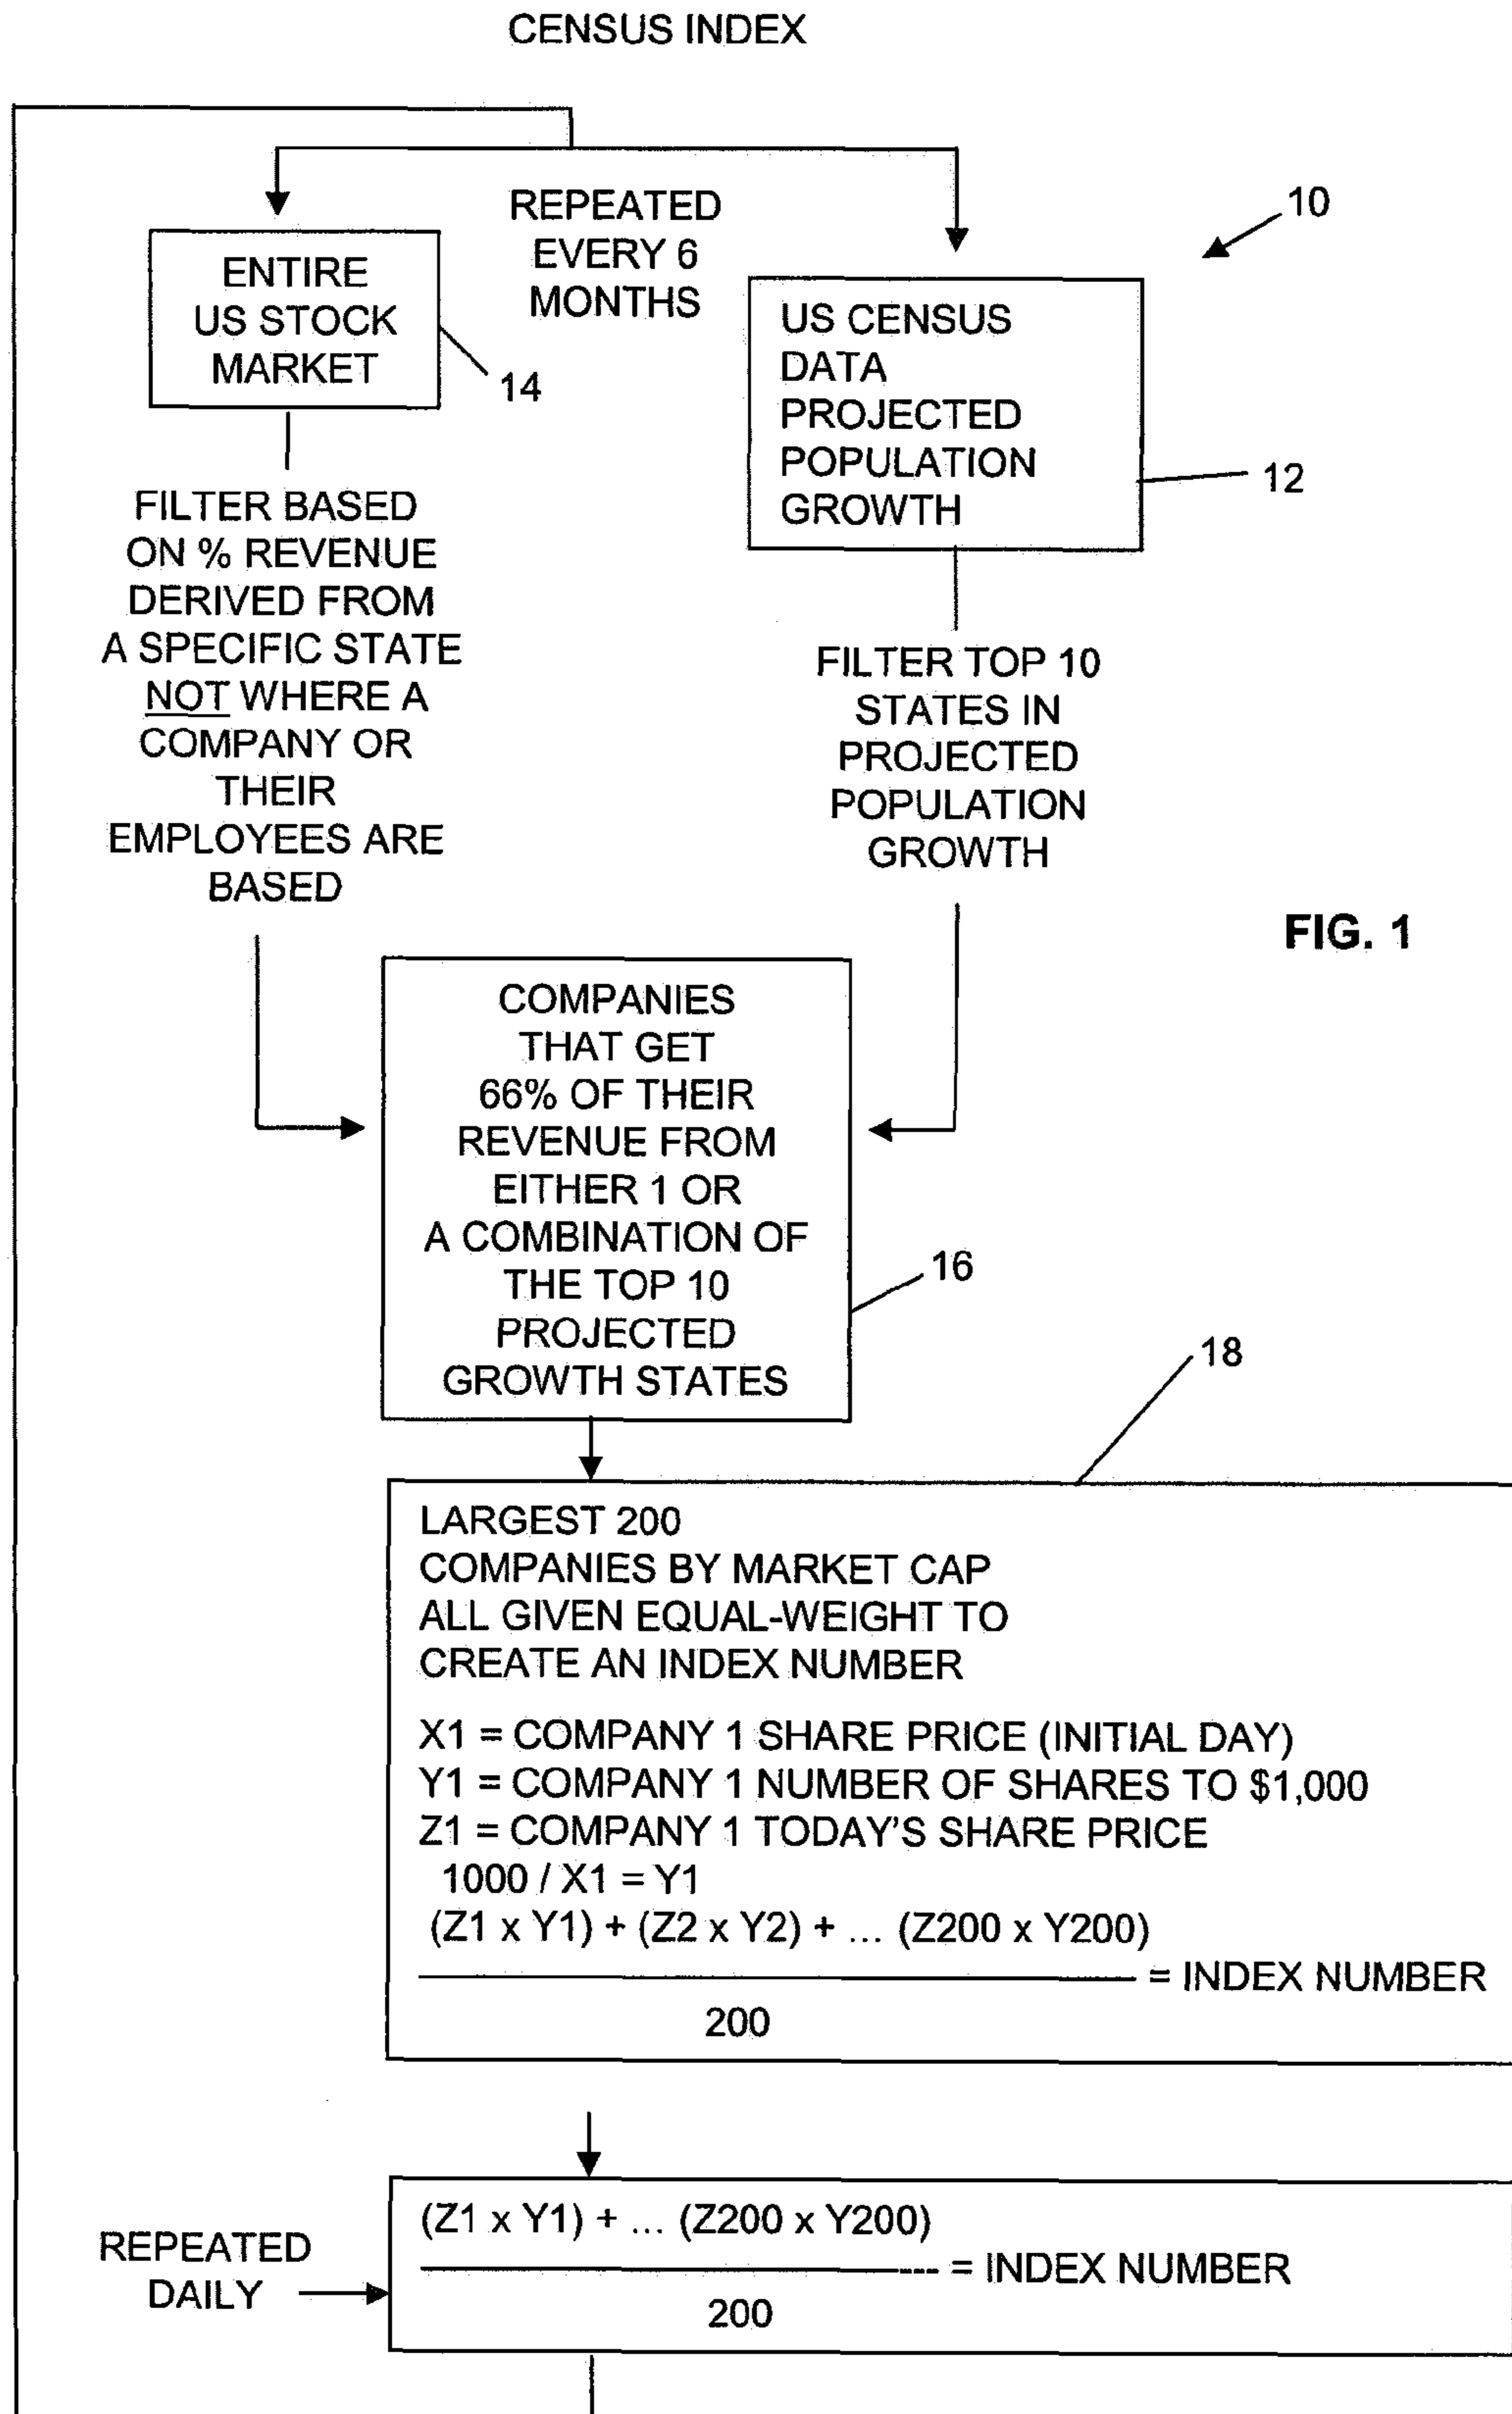 CENSUS INDEX
REPEATED
EVERY 6
MONTHS
10
ENTIRE
US STOCK
MARKET
14
US CENSUS
DATA
PROJECTED
POPULATION
GROWTH
12
FILTER BASED
ON % REVENUE
DERIVED FROM
A SPECIFIC STATE
NOT WHERE A
COMPANY OR
THEIR
EMPLOYEES ARE
BASED
FILTER TOP 10
STATES IN
PROJECTED
POPULATION
GROWTH
FIG. 1
COMPANIES
THAT GET
66% OF THEIR
REVENUE FROM
EITHER 1 OR
A COMBINATION OF
THE TOP 10
PROJECTED
GROWTH STATES
16
18
LARGEST 200
COMPANIES BY MARKET CAP
ALL GIVEN EQUAL-WEIGHT TO
CREATE AN INDEX NUMBER
X1 = COMPANY 1 SHARE PRICE (INITIAL DAY)
Y1 = COMPANY 1 NUMBER OF SHARES TO $1,000
Z1 = COMPANY 1 TODAY'S SHARE PRICE
1000 / X1 = Y1
(Z1 x Y1) + (Z2 x Y2) + ... (Z200 x Y200)
= INDEX NUMBER
200
REPEATED
DAILY
(Z1 x Y1) + ... (Z200 x Y200)
= INDEX NUMBER
200